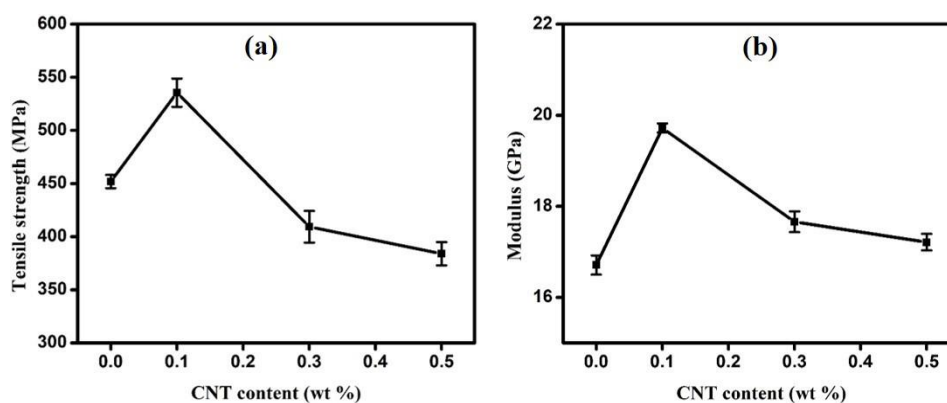 (a)
Tensile strength (MPa)
600
550
500
450
400
350
300
0.0 0.1 0.2 0.3 0.4 0.5
CNT content (wt %)
(b)
Modulus (GPa)
22
20
18
16
0.0 0.1 0.2 0.3 0.4 0.5
CNT content (wt %)